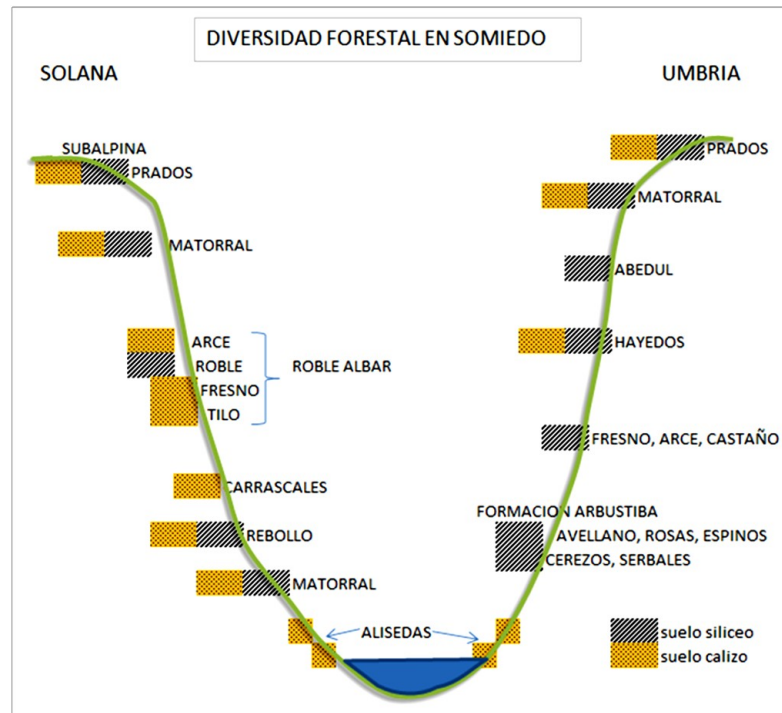 DIVERSIDAD FORESTAL EN SOMIEDO
SOLANA
UMBRIA
SUBALPINA
PRADOS
MATORRAL
ARCE
ROBLE
FRESNO
TILO
ROBLE ALBAR
CARRASCALES
REBOLLO
MATORRAL
ALISEDAS
PRADOS
MATORRAL
ABEDUL
HAYEDOS
FRESNO, ARCE, CASTAÑO
FORMACION ARBUSTIBA
AVELLANO, ROSAS, ESPINOS
CEREZOS, SERBALES
suelo siliceo
suelo calizo